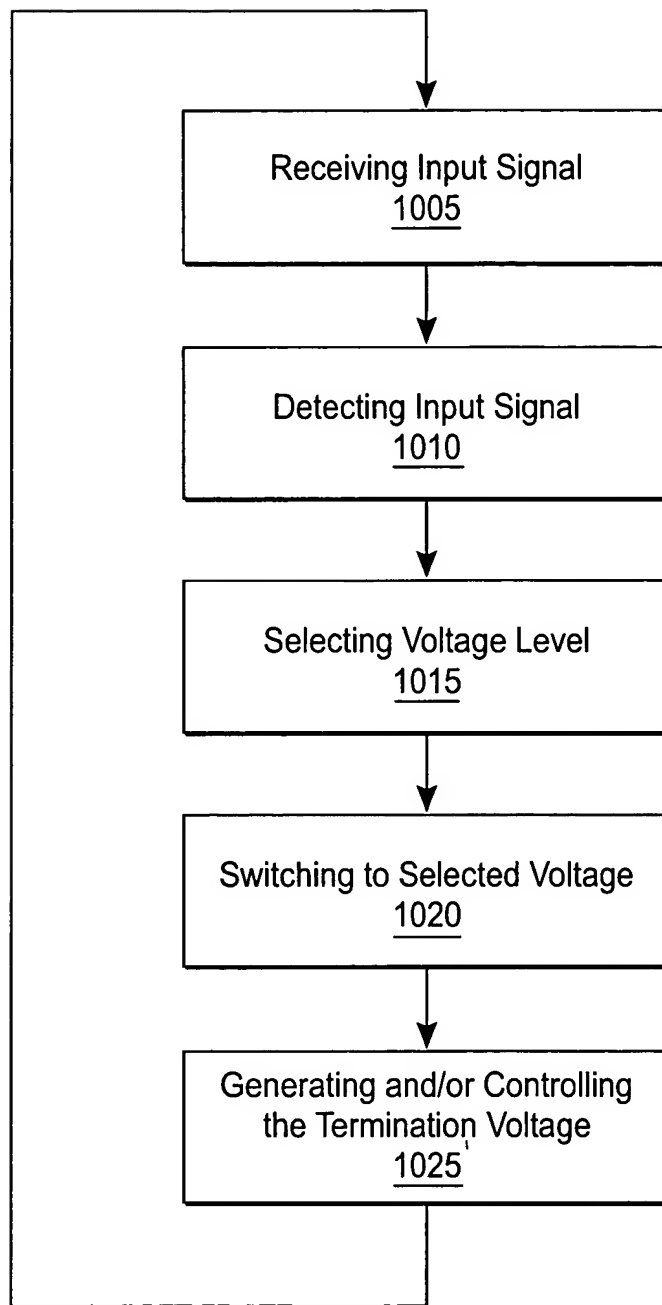 Receiving Input Signal
1005
Detecting Input Signal
1010
Selecting Voltage Level
1015
Switching to Selected Voltage
1020
Generating and/or Controlling
the Termination Voltage
1025